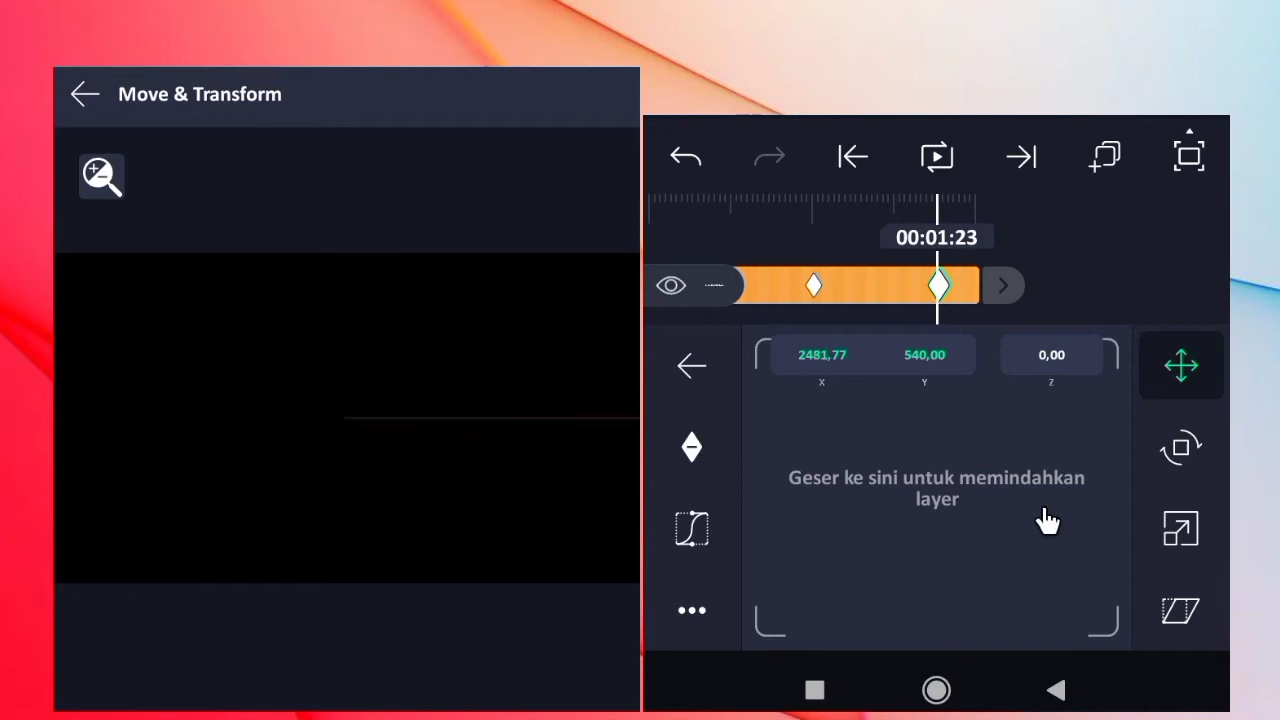 Move & Transform
00:01:23
2481,77 540,00 0,00
X Y Z
Geser ke sini untuk memindahkan
layer